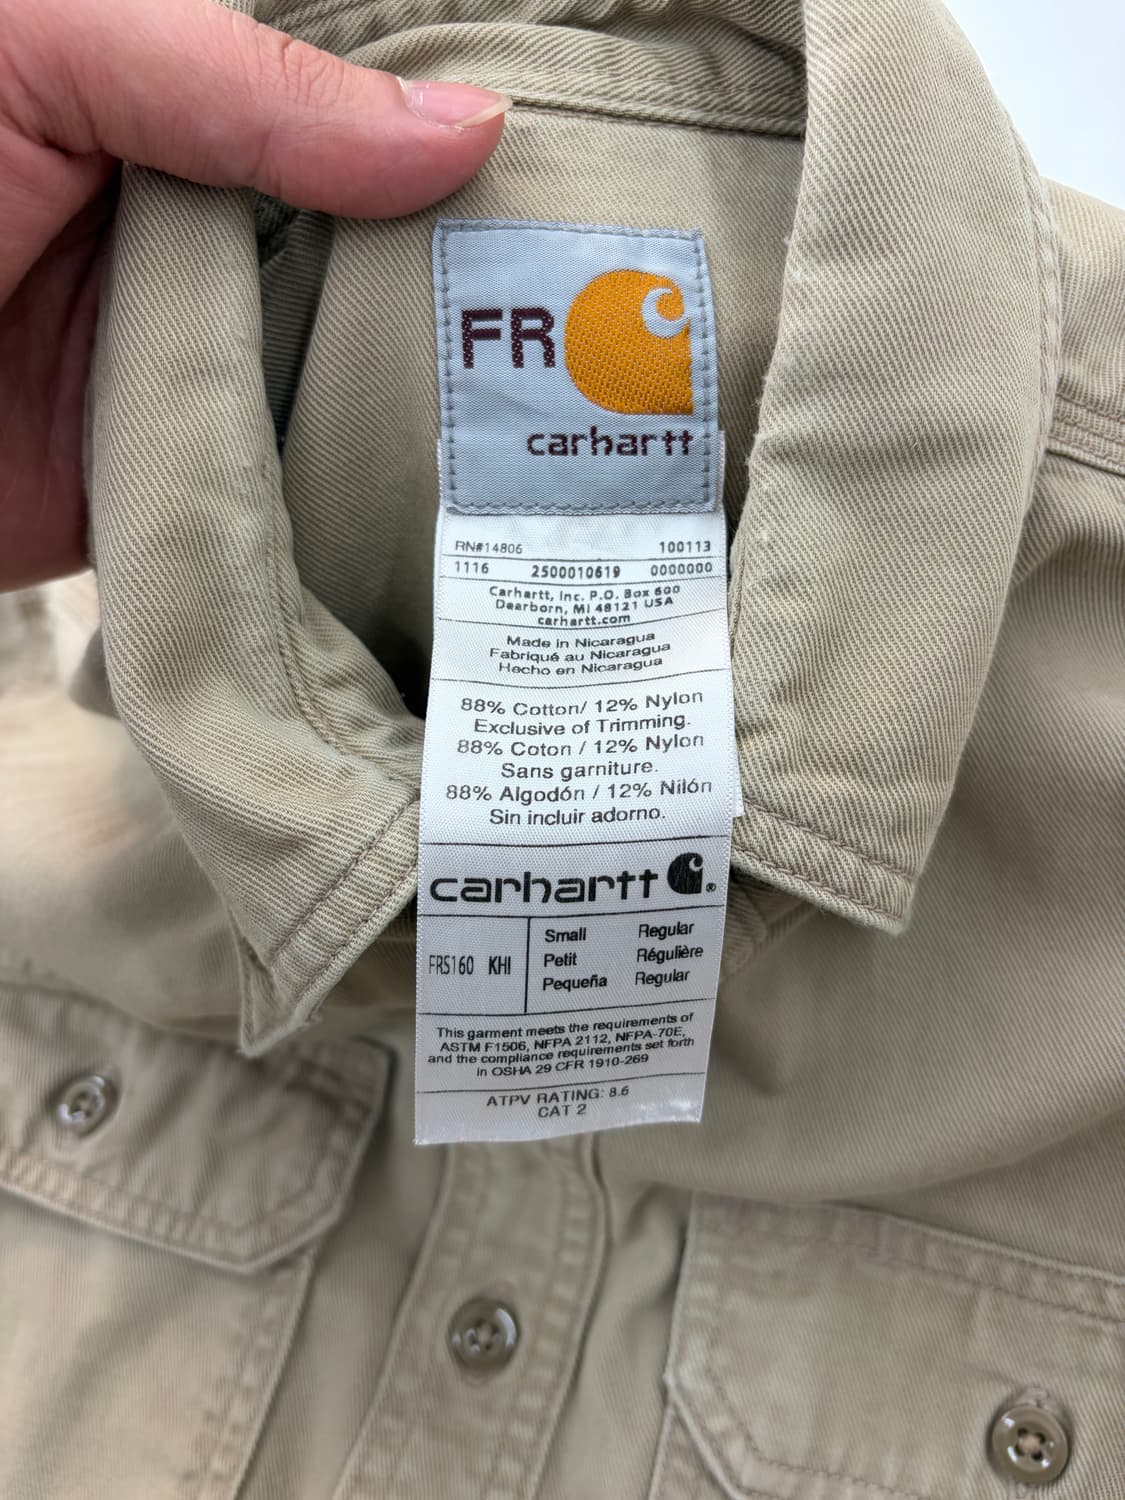 FR
carhartt
RN#14806 100113
1116 2500010619 0000000
Carhartt, Inc. P.O. Box 600
Dearborn, MI 48121 USA
carhartt.com
Made in Nicaragua
Fabriqué au Nicaragua
Hecho en Nicaragua
88% Cotton/ 12% Nylon
Exclusive of Trimming.
88% Coton / 12% Nylon
Sans garniture.
88% Algodón / 12% Nilón
Sin incluir adorno.
carhartt ®
FRS160 KHI
Small Regular
Petit Régulière
Pequeña Regular
This garment meets the requirements of
ASTM F1506, NFPA 2112, NFPA-70E,
and the compliance requirements set forth
in OSHA 29 CFR 1910-269
ATPV RATING: 8.6
CAT 2